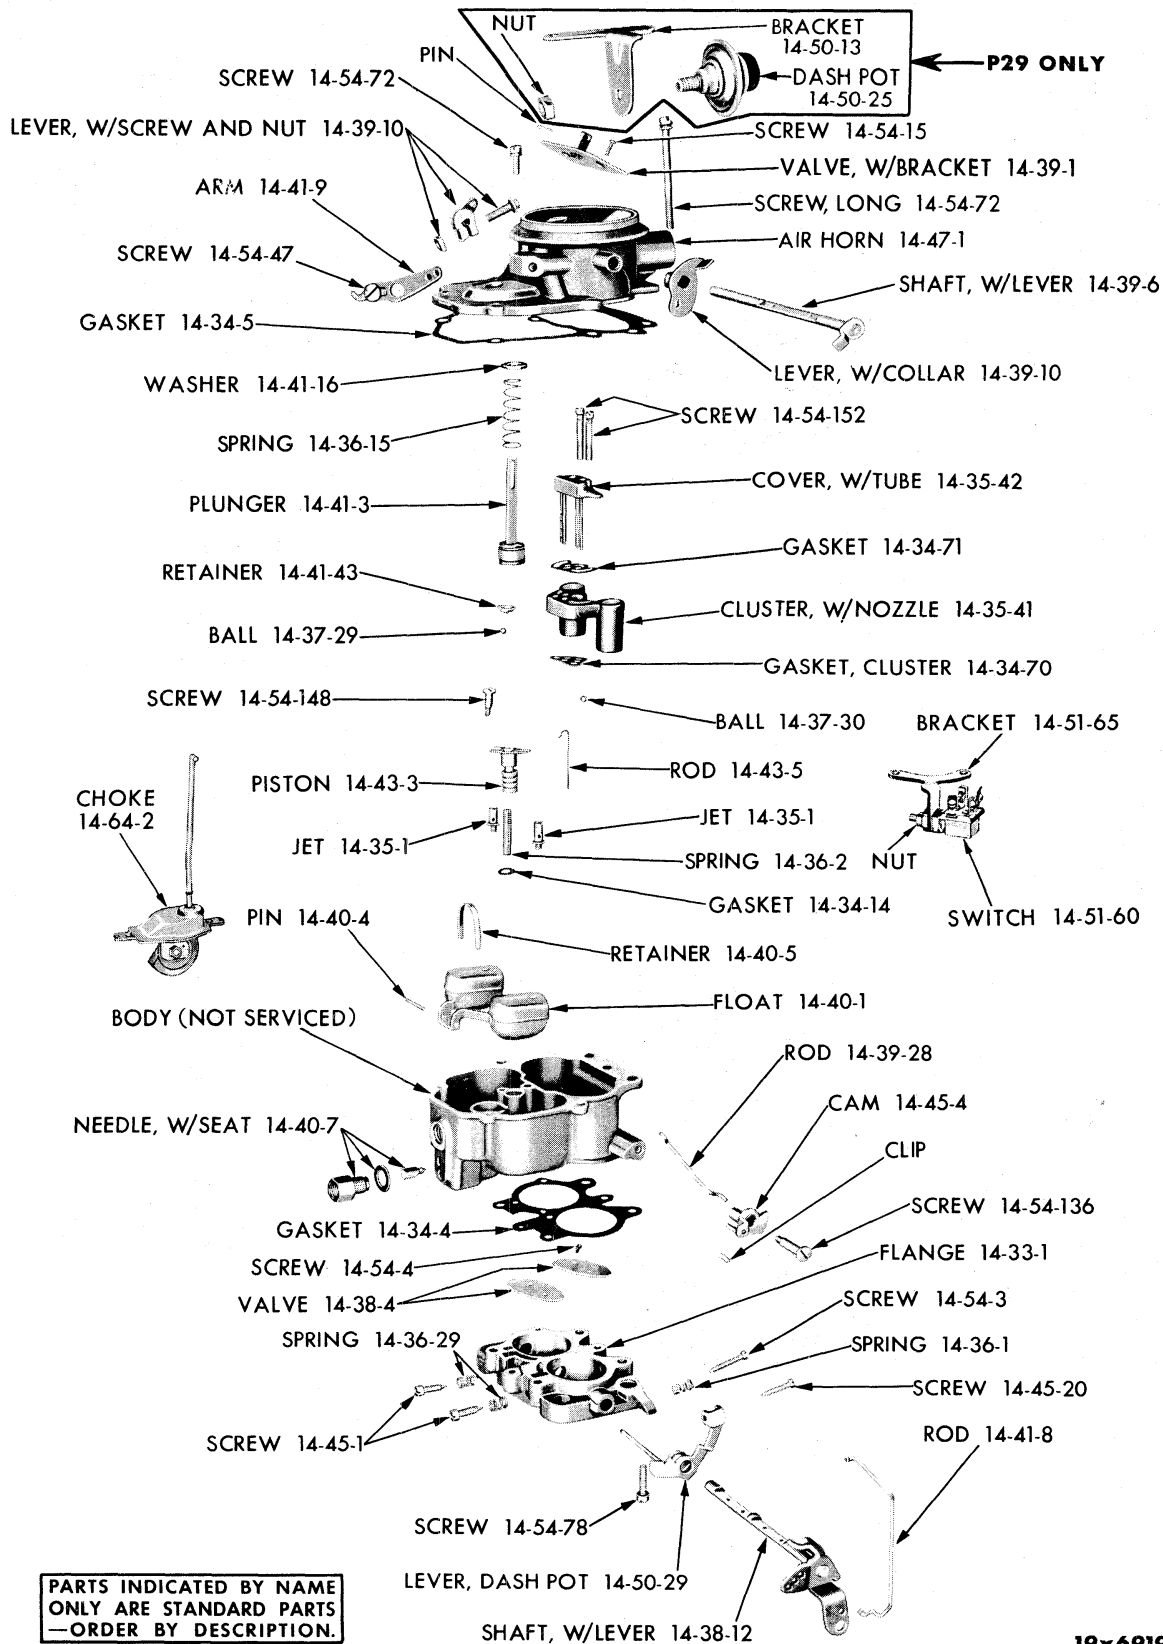 NUT
BRACKET
14-50-13
PIN
P29 ONLY
SCREW 14-54-72
DASH POT
14-50-25
LEVER, W/SCREW AND NUT 14-39-10
SCREW 14-54-15
VALVE, W/BRACKET 14-39-1
ARM 14-41-9
SCREW, LONG 14-54-72
AIR HORN 14-47-1
SCREW 14-54-47
SHAFT, W/LEVER 14-39-6
GASKET 14-34-5
LEVER, W/COLLAR 14-39-10
WASHER 14-41-16
SCREW 14-54-152
SPRING 14-36-15
COVER, W/TUBE 14-35-42
PLUNGER 14-41-3
GASKET 14-34-71
RETAINER 14-41-43
CLUSTER, W/NOZZLE 14-35-41
BALL 14-37-29
GASKET, CLUSTER 14-34-70
SCREW 14-54-148
BALL 14-37-30
BRACKET 14-51-65
ROD 14-43-5
PISTON 14-43-3
CHOKE
14-64-2
JET 14-35-1
JET 14-35-1
SPRING 14-36-2
NUT
GASKET 14-34-14
PIN 14-40-4
SWITCH 14-51-60
RETAINER 14-40-5
FLOAT 14-40-1
BODY (NOT SERVICED)
ROD 14-39-28
CAM 14-45-4
NEEDLE, W/SEAT 14-40-7
CLIP
SCREW 14-54-136
GASKET 14-34-4
FLANGE 14-33-1
SCREW 14-54-4
VALVE 14-38-4
SCREW 14-54-3
SPRING 14-36-29
SPRING 14-36-1
SCREW 14-45-20
SCREW 14-45-1
ROD 14-41-8
SCREW 14-54-78
LEVER, DASH POT 14-50-29
PARTS INDICATED BY NAME
ONLY ARE STANDARD PARTS
—ORDER BY DESCRIPTION.
SHAFT, W/LEVER 14-38-12